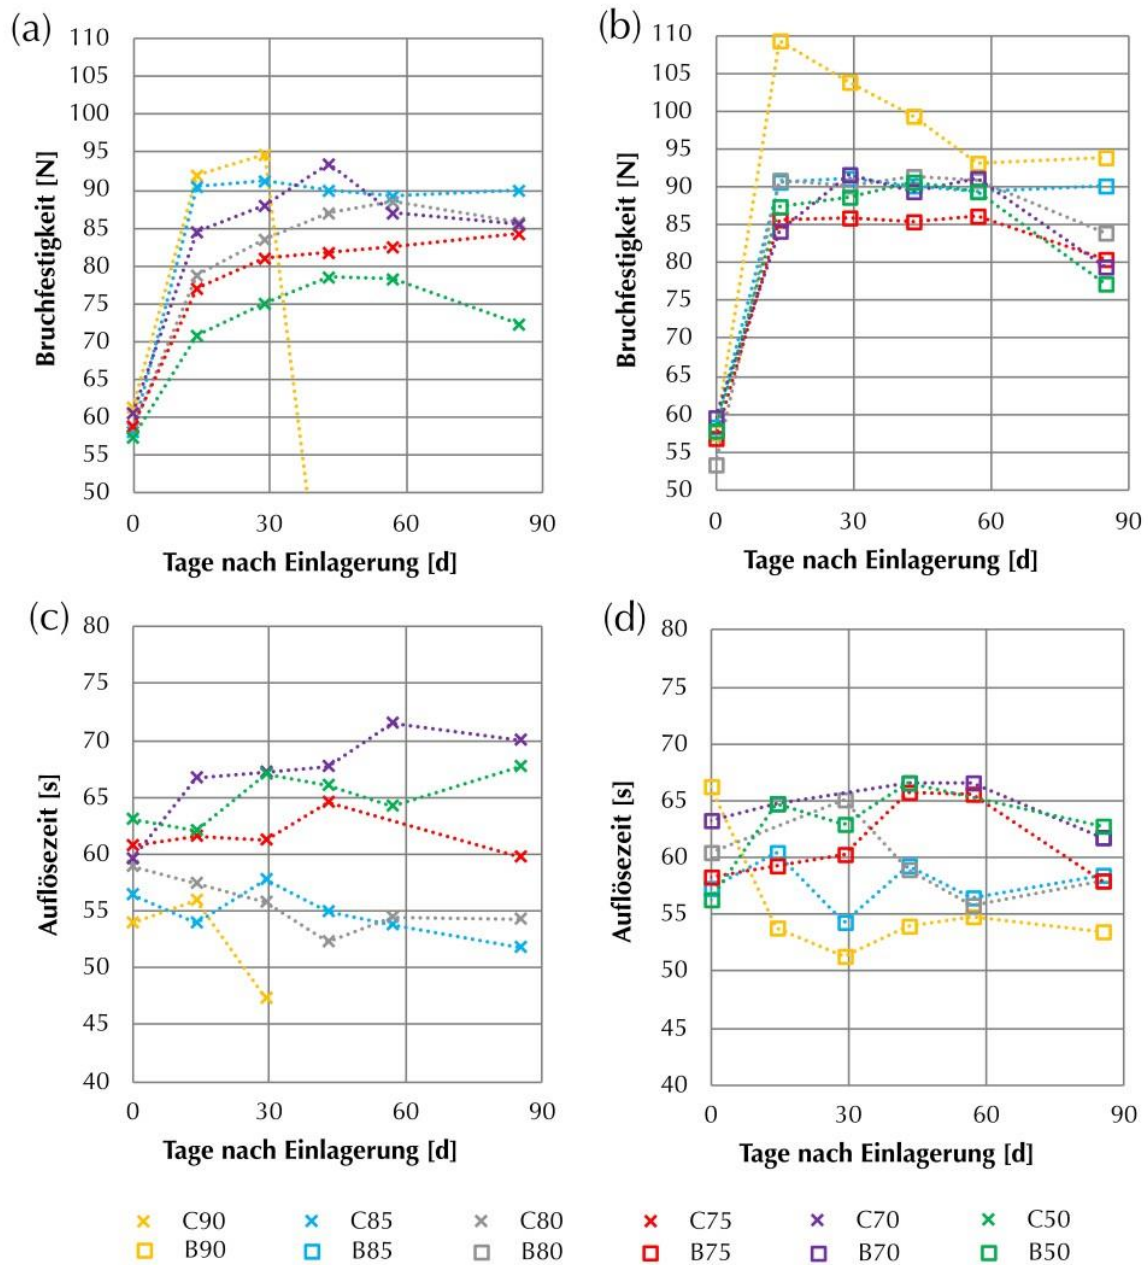 (a)
110
105
100
95
90
85
80
75
70
65
60
55
50
Bruchfestigkeit [N]
0 30 60 90
Tage nach Einlagerung [d]
(b)
110
105
100
95
90
85
80
75
70
65
60
55
50
Bruchfestigkeit [N]
0 30 60 90
Tage nach Einlagerung [d]
(c)
80
75
70
65
60
55
50
45
40
Auflösezeit [s]
0 30 60 90
Tage nach Einlagerung [d]
(d)
80
75
70
65
60
55
50
45
40
Auflösezeit [s]
0 30 60 90
Tage nach Einlagerung [d]
C90 C85 C80 C75 C70 C50
B90 B85 B80 B75 B70 B50